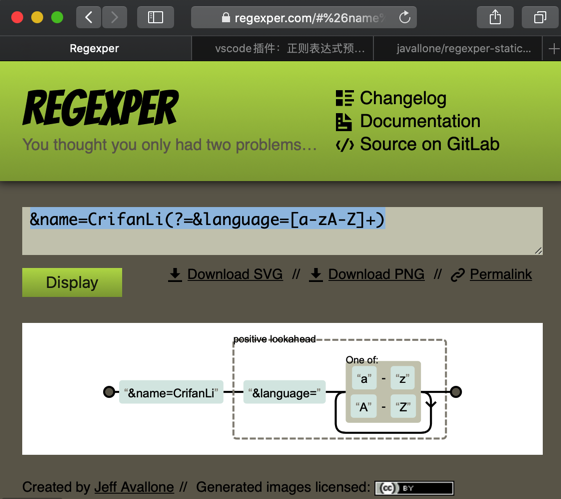 regexper.com/#%26name
Regexper
vscode插件：正则表达式预…
javallone/regexper-static…
REGEXPER
You thought you only had two problems…
Changelog
Documentation
Source on GitLab
&name=CrifanLi(?=&language=[a-zA-Z]+)
Display
Download SVG // Download PNG // Permalink
positive lookahead
One of:
“&name=CrifanLi” “&language=” “a” - “z”
“A” - “Z”
Created by Jeff Avallone // Generated images licensed: cc BY